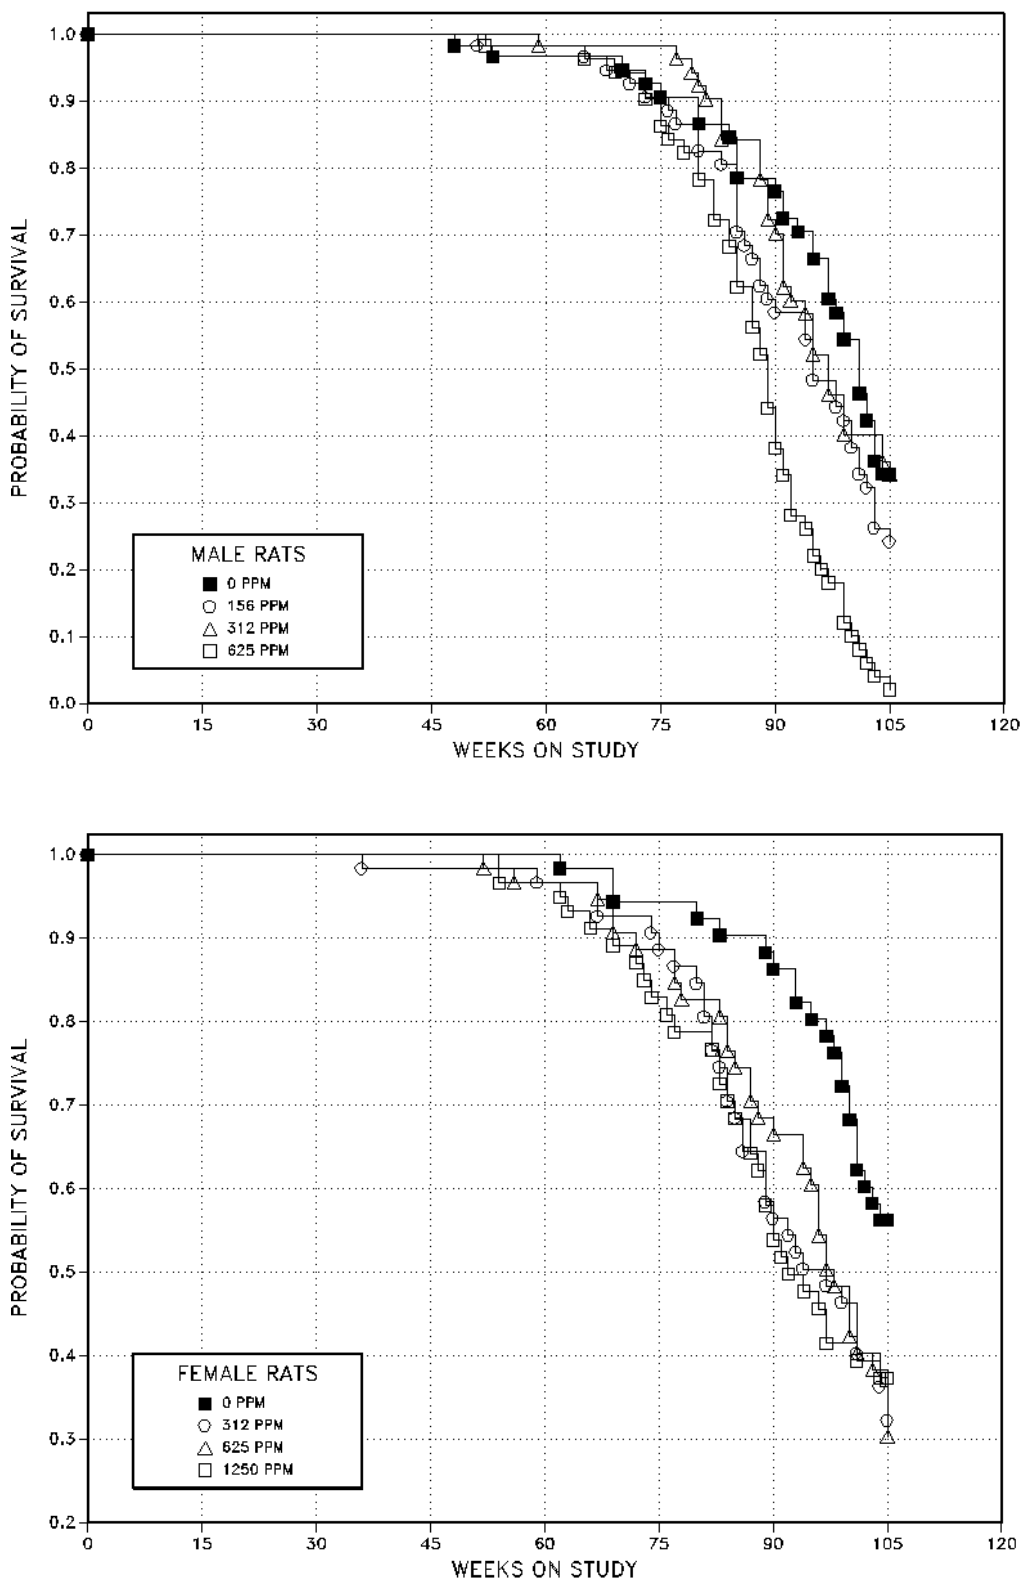 1.0
0.9
0.8
0.7
0.6
0.5
0.4
0.3
0.2
0.1
0.0
PROBABILITY OF SURVIVAL
MALE RATS
0 PPM
156 PPM
312 PPM
625 PPM
0 15 30 45 60 75 90 105 120
WEEKS ON STUDY
1.0
0.9
0.8
0.7
0.6
0.5
0.4
0.3
0.2
PROBABILITY OF SURVIVAL
FEMALE RATS
0 PPM
312 PPM
625 PPM
1250 PPM
0 15 30 45 60 75 90 105 120
WEEKS ON STUDY